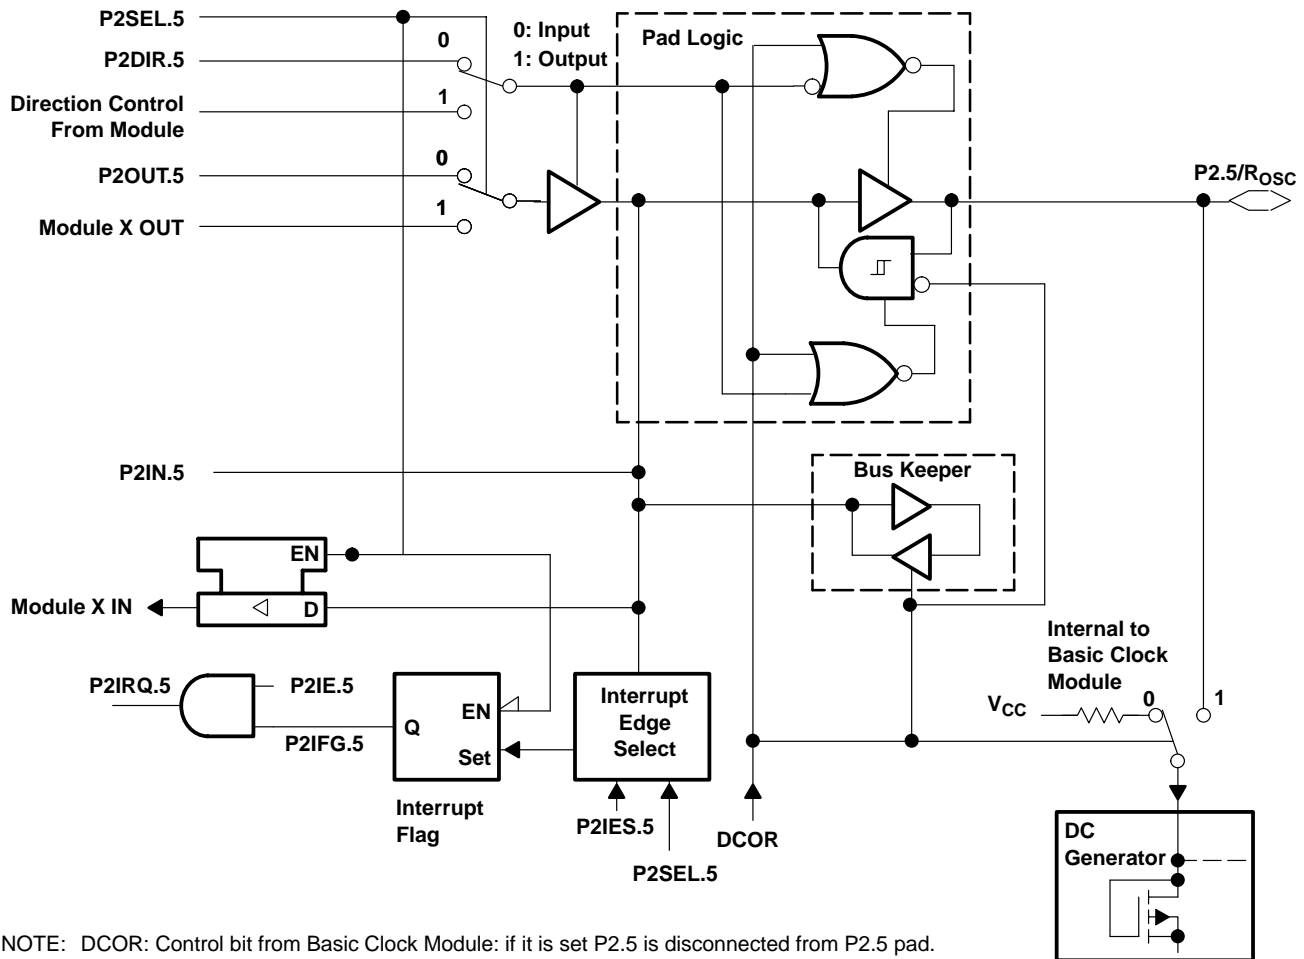 P2SEL.5
0
0: Input
1: Output
Pad Logic
P2DIR.5
Direction Control
From Module
1
P2OUT.5
0
P2.5/ROSC
Module X OUT
1
P2IN.5
Bus Keeper
EN
Module X IN
D
Internal to
Basic Clock
Module
P2IRQ.5
P2IE.5
P2IFG.5
Q
EN
Set
Interrupt
Edge
Select
VCC
0
1
Interrupt
Flag
P2IES.5
P2SEL.5
DCOR
DC
Generator
NOTE: DCOR: Control bit from Basic Clock Module: if it is set P2.5 is disconnected from P2.5 pad.